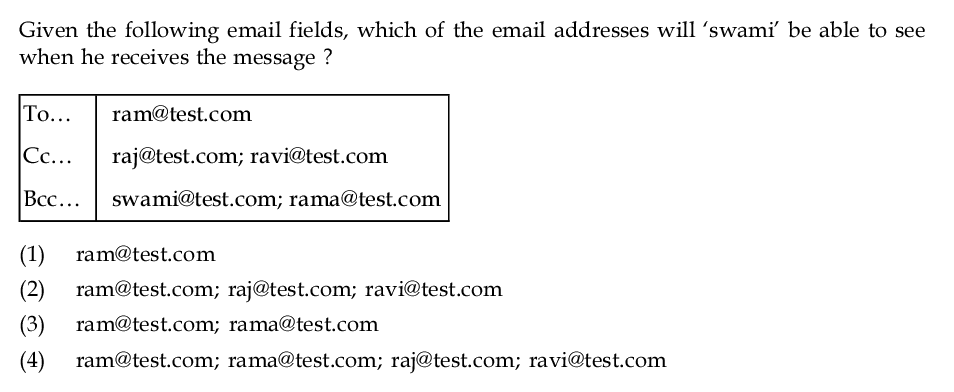 Given the following email fields, which of the email addresses will ‘swami’ be able to see
when he receives the message ?
To... ram@test.com
Cc... raj@test.com; ravi@test.com
Bcc... swami@test.com; rama@test.com
(1) ram@test.com
(2) ram@test.com; raj@test.com; ravi@test.com
(3) ram@test.com; rama@test.com
(4) ram@test.com; rama@test.com; raj@test.com; ravi@test.com